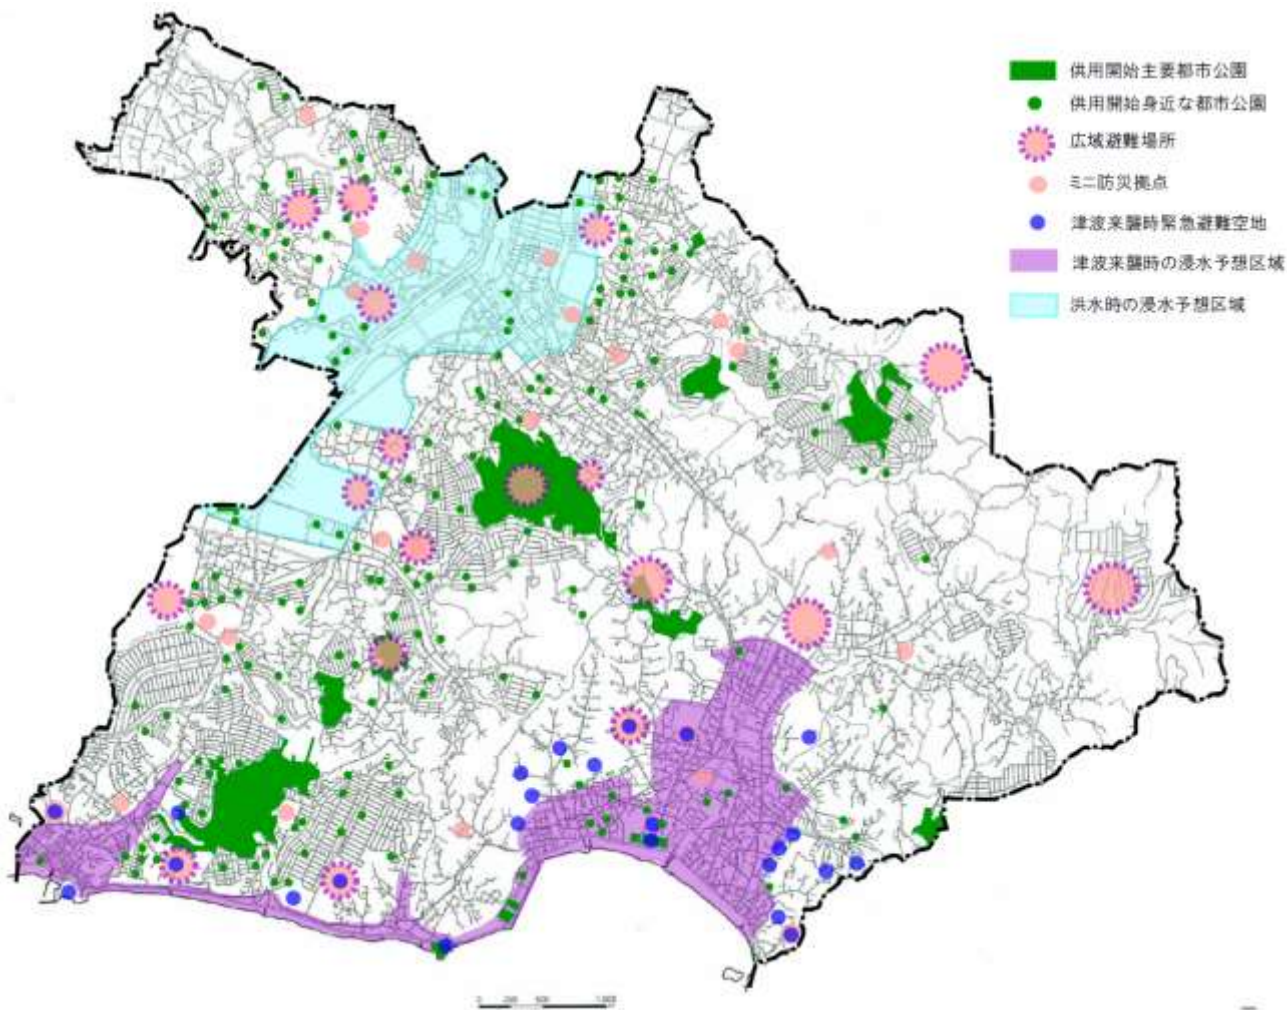 供用開始主要都市公園
供用開始身近な都市公園
広域避難場所
ミニ防災拠点
津波来襲時緊急避難空地
津波来襲時の浸水予想区域
洪水時の浸水予想区域
0